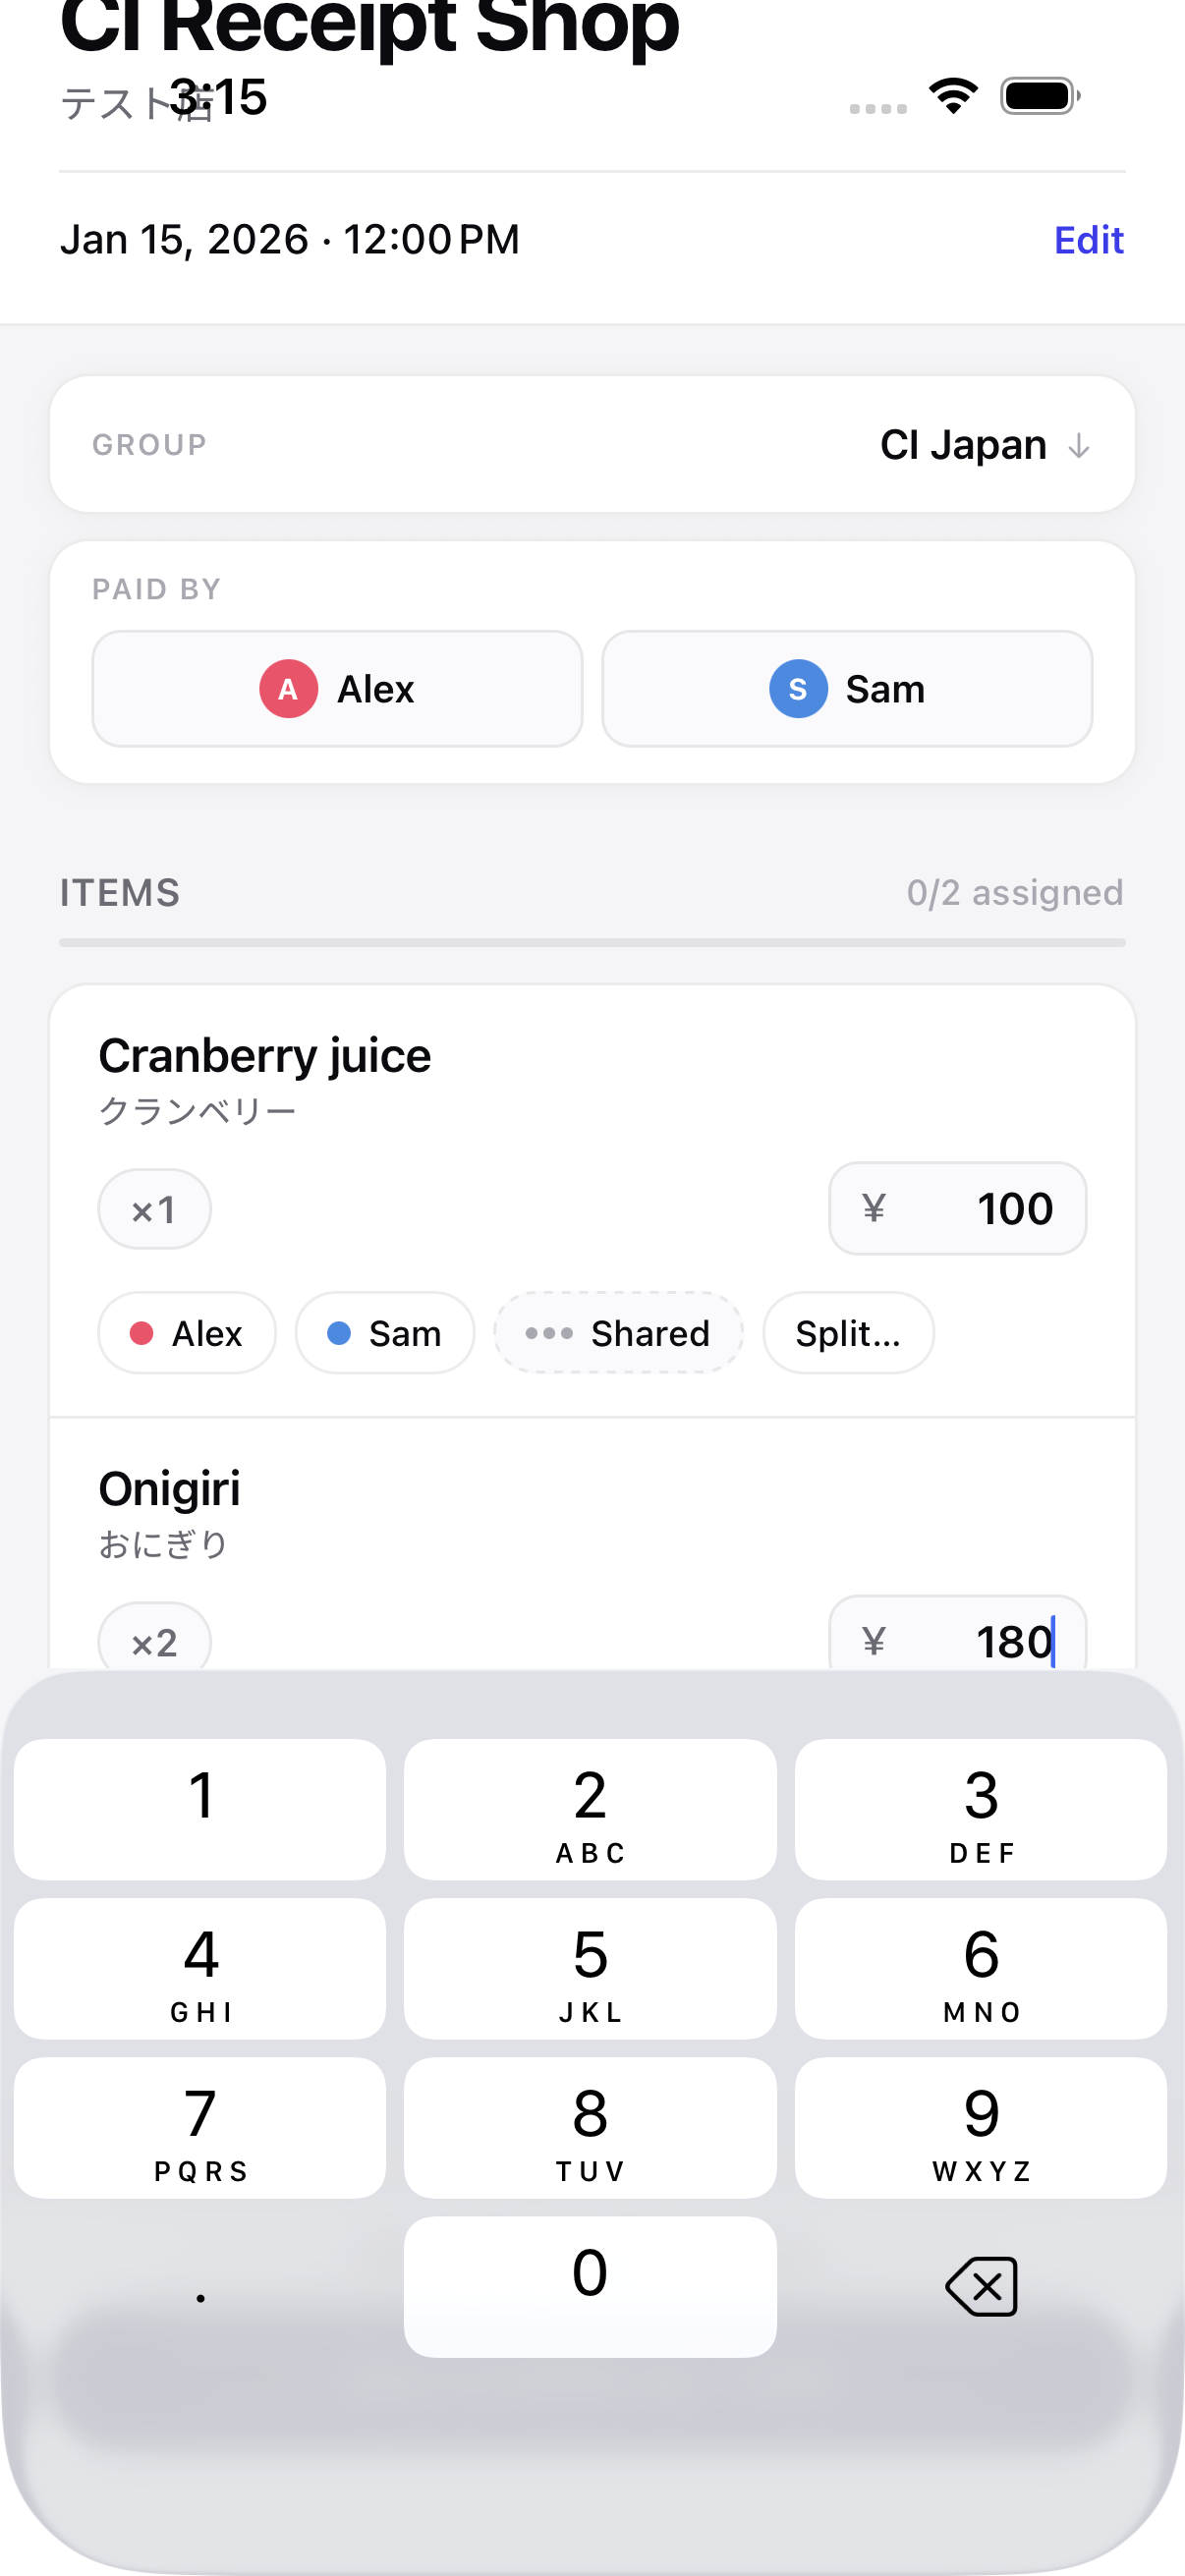 CI Receipt Shop
テスト店
3:15
Jan 15, 2026 · 12:00 PM
Edit
GROUP
CI Japan ↓
PAID BY
A Alex
S Sam
ITEMS
0/2 assigned
Cranberry juice
クランベリー
×1
¥ 100
Alex
Sam
Shared
Split...
Onigiri
おにぎり
×2
¥ 180
1
2
ABC
3
DEF
4
GHI
5
JKL
6
MNO
7
PQRS
8
TUV
9
WXYZ
.
0